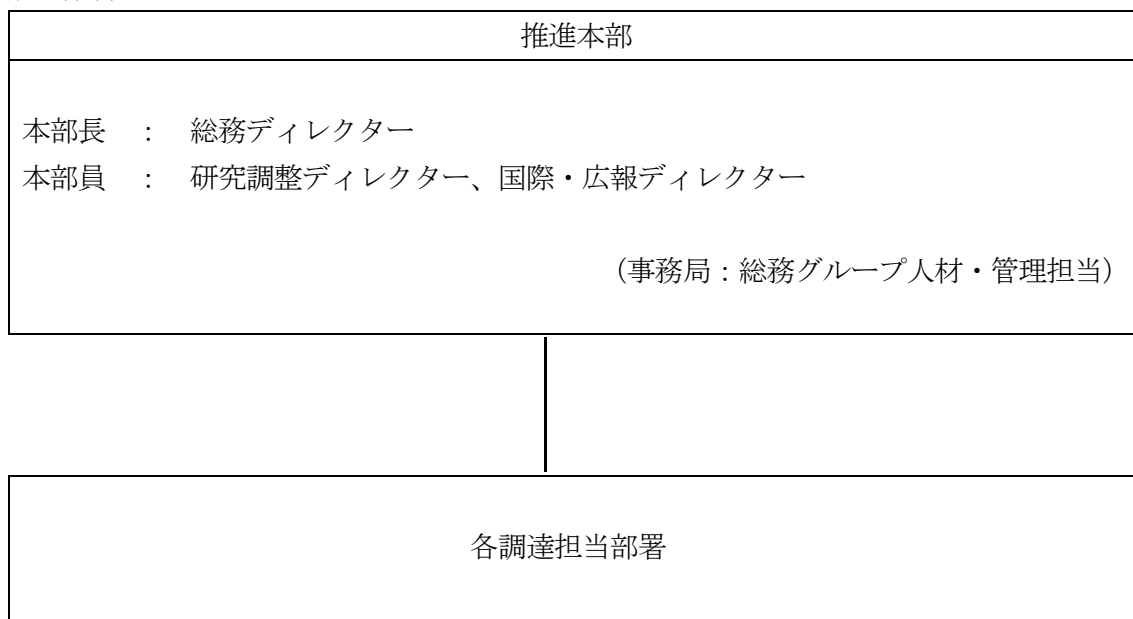 推進本部
本部長　:　総務ディレクター
本部員　:　研究調整ディレクター、国際・広報ディレクター
（事務局：総務グループ人材・管理担当）
各調達担当部署